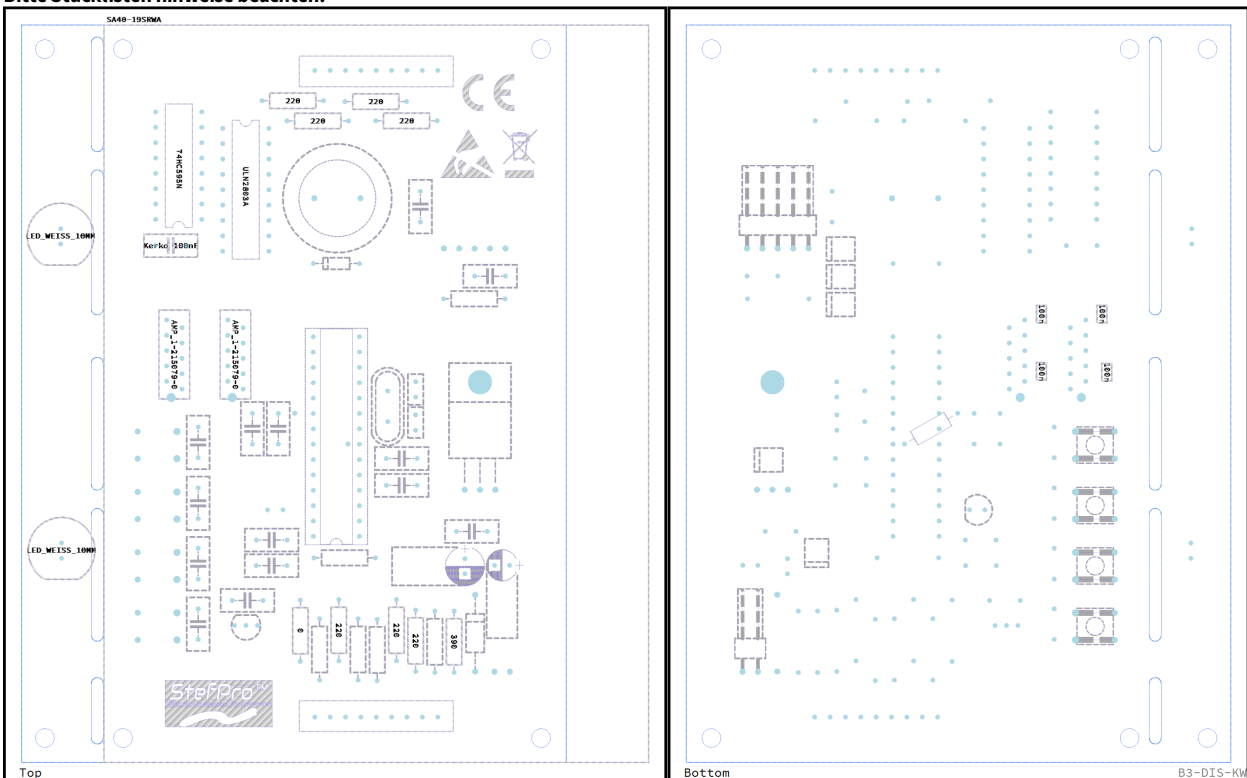 Bitte Stücklisten Hinweise beachten!
SA40-19SRWA
220
220
220
220
CE
74HC595N
ULN2803A
LED_WEISS_10MM
Kerko 100nF
100n
100n
AMP_1-215079-0
AMP_1-215079-0
100n
100n
LED_WEISS_10MM
0
220
220
220
390
StefPro™
Top
Bottom
B3-DIS-KW